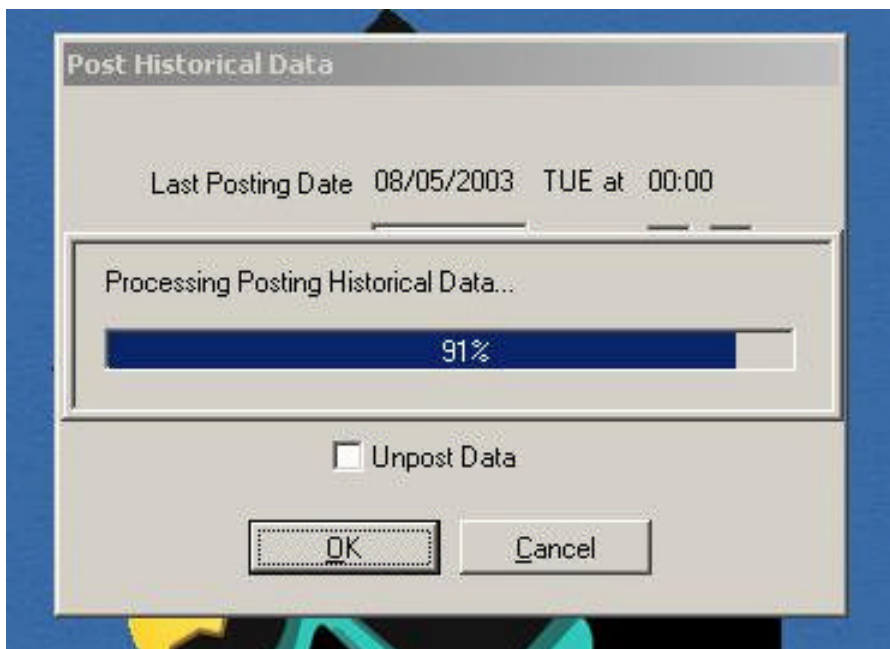 Post Historical Data
Last Posting Date 08/05/2003 TUE at 00:00
Processing Posting Historical Data...
91%
Unpost Data
OK Cancel